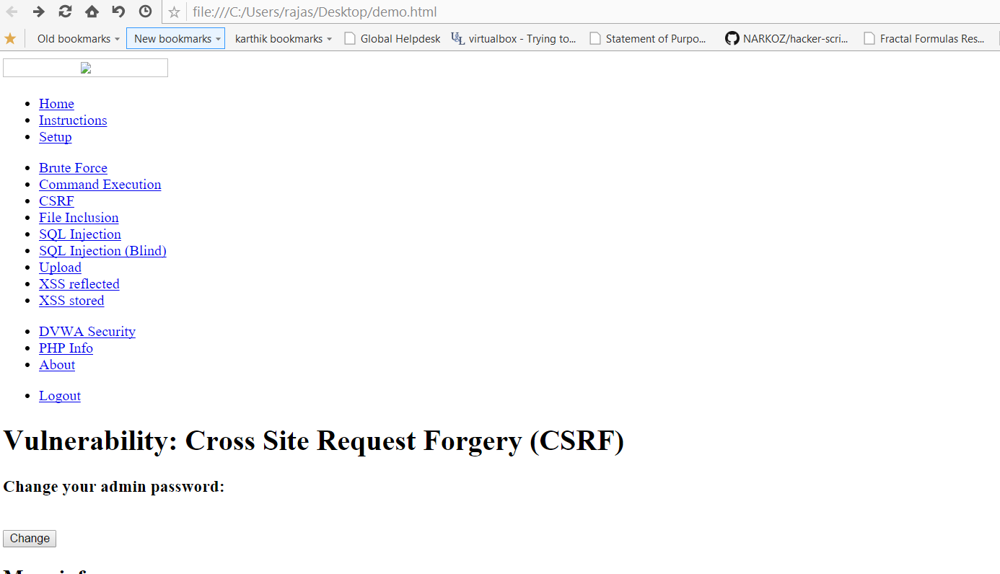 file:///C:/Users/rajas/Desktop/demo.html
Old bookmarks New bookmarks karthik bookmarks Global Helpdesk virtualbox - Trying to... Statement of Purpo... NARKOZ/hacker-scri... Fractal Formulas Res...
Home
Instructions
Setup
Brute Force
Command Execution
CSRF
File Inclusion
SQL Injection
SQL Injection (Blind)
Upload
XSS reflected
XSS stored
DVWA Security
PHP Info
About
Logout
Vulnerability: Cross Site Request Forgery (CSRF)
Change your admin password:
Change